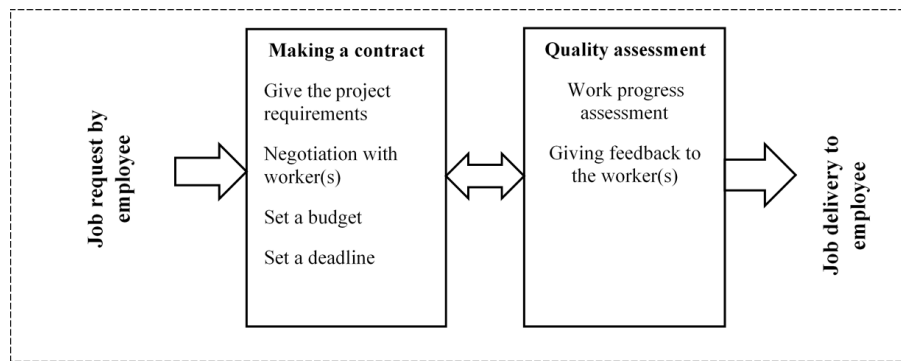 Job request by
employee
Making a contract
Give the project
requirements
Negotiation with
worker(s)
Set a budget
Set a deadline
Quality assessment
Work progress
assessment
Giving feedback to
the worker(s)
Job delivery to
employee